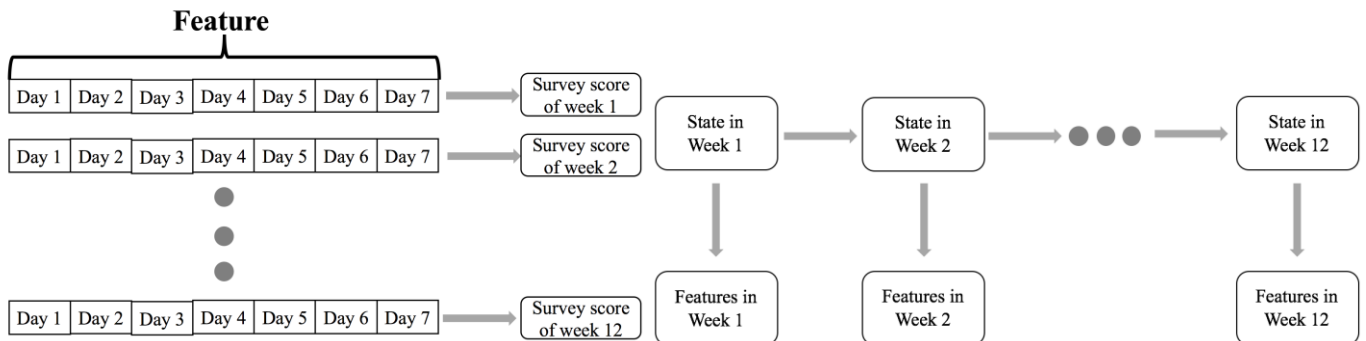 Feature
Day 1 Day 2 Day 3 Day 4 Day 5 Day 6 Day 7
Survey score
of week 1
Day 1 Day 2 Day 3 Day 4 Day 5 Day 6 Day 7
Survey score
of week 2
Day 1 Day 2 Day 3 Day 4 Day 5 Day 6 Day 7
Survey score
of week 12
State in
Week 1
State in
Week 2
State in
Week 12
Features in
Week 1
Features in
Week 2
Features in
Week 12